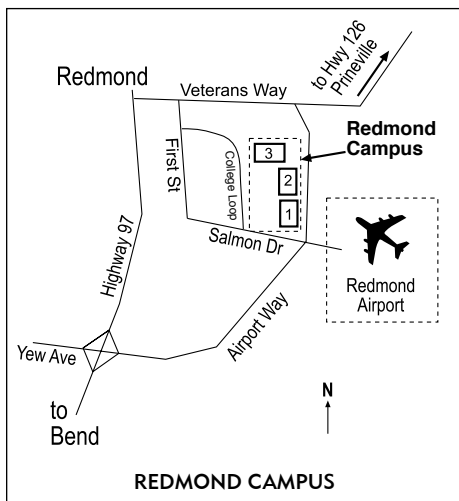 to Hwy 126
Prineville
Redmond
Veterans Way
Redmond
Campus
First St
College Loop
3
2
1
Salmon Dr
Highway 97
Redmond
Airport
Airport Way
Yew Ave
to
Bend
N
REDMOND CAMPUS